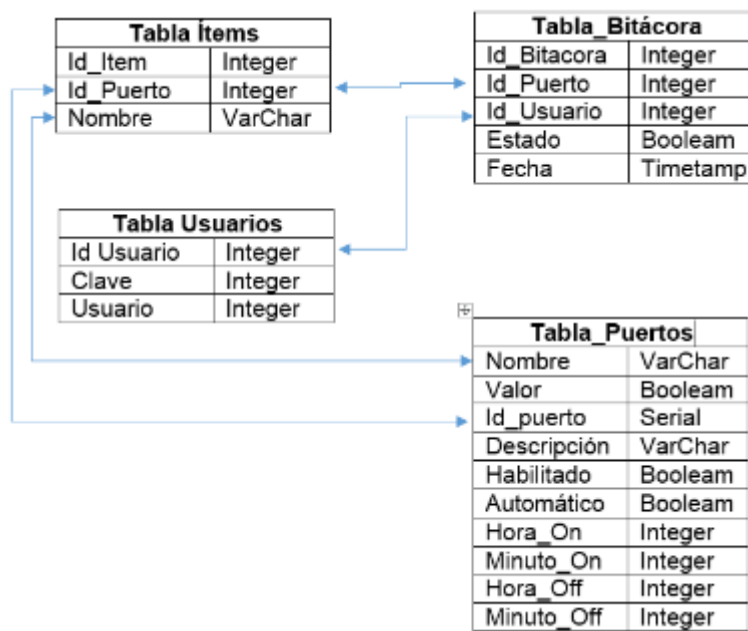 Tabla Ítems
Id_Item Integer
Id_Puerto Integer
Nombre VarChar
Tabla_Bitácora
Id_Bitacora Integer
Id_Puerto Integer
Id_Usuario Integer
Estado Booleam
Fecha Timetamp
Tabla Usuarios
Id Usuario Integer
Clave Integer
Usuario Integer
Tabla_Puertos
Nombre VarChar
Valor Booleam
Id_puerto Serial
Descripción VarChar
Habilitado Booleam
Automático Booleam
Hora_On Integer
Minuto_On Integer
Hora_Off Integer
Minuto_Off Integer